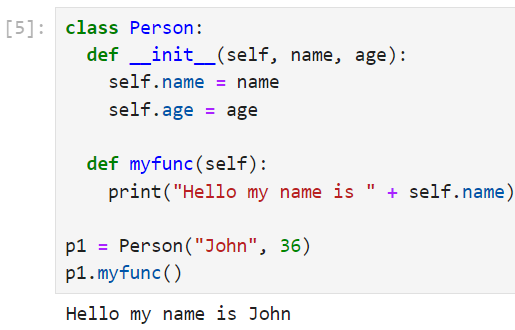 [5]: class Person:
  def __init__(self, name, age):
    self.name = name
    self.age = age

  def myfunc(self):
    print("Hello my name is " + self.name)

p1 = Person("John", 36)
p1.myfunc()
Hello my name is John